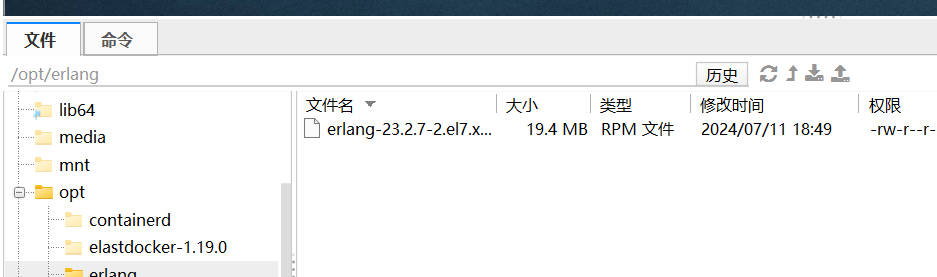 文件 命令
/opt/erlang 历史
lib64
media
mnt
opt
containerd
elastdocker-1.19.0
erlang
文件名 大小 类型 修改时间 权限
erlang-23.2.7-2.el7.x... 19.4 MB RPM 文件 2024/07/11 18:49 -rw-r--r-